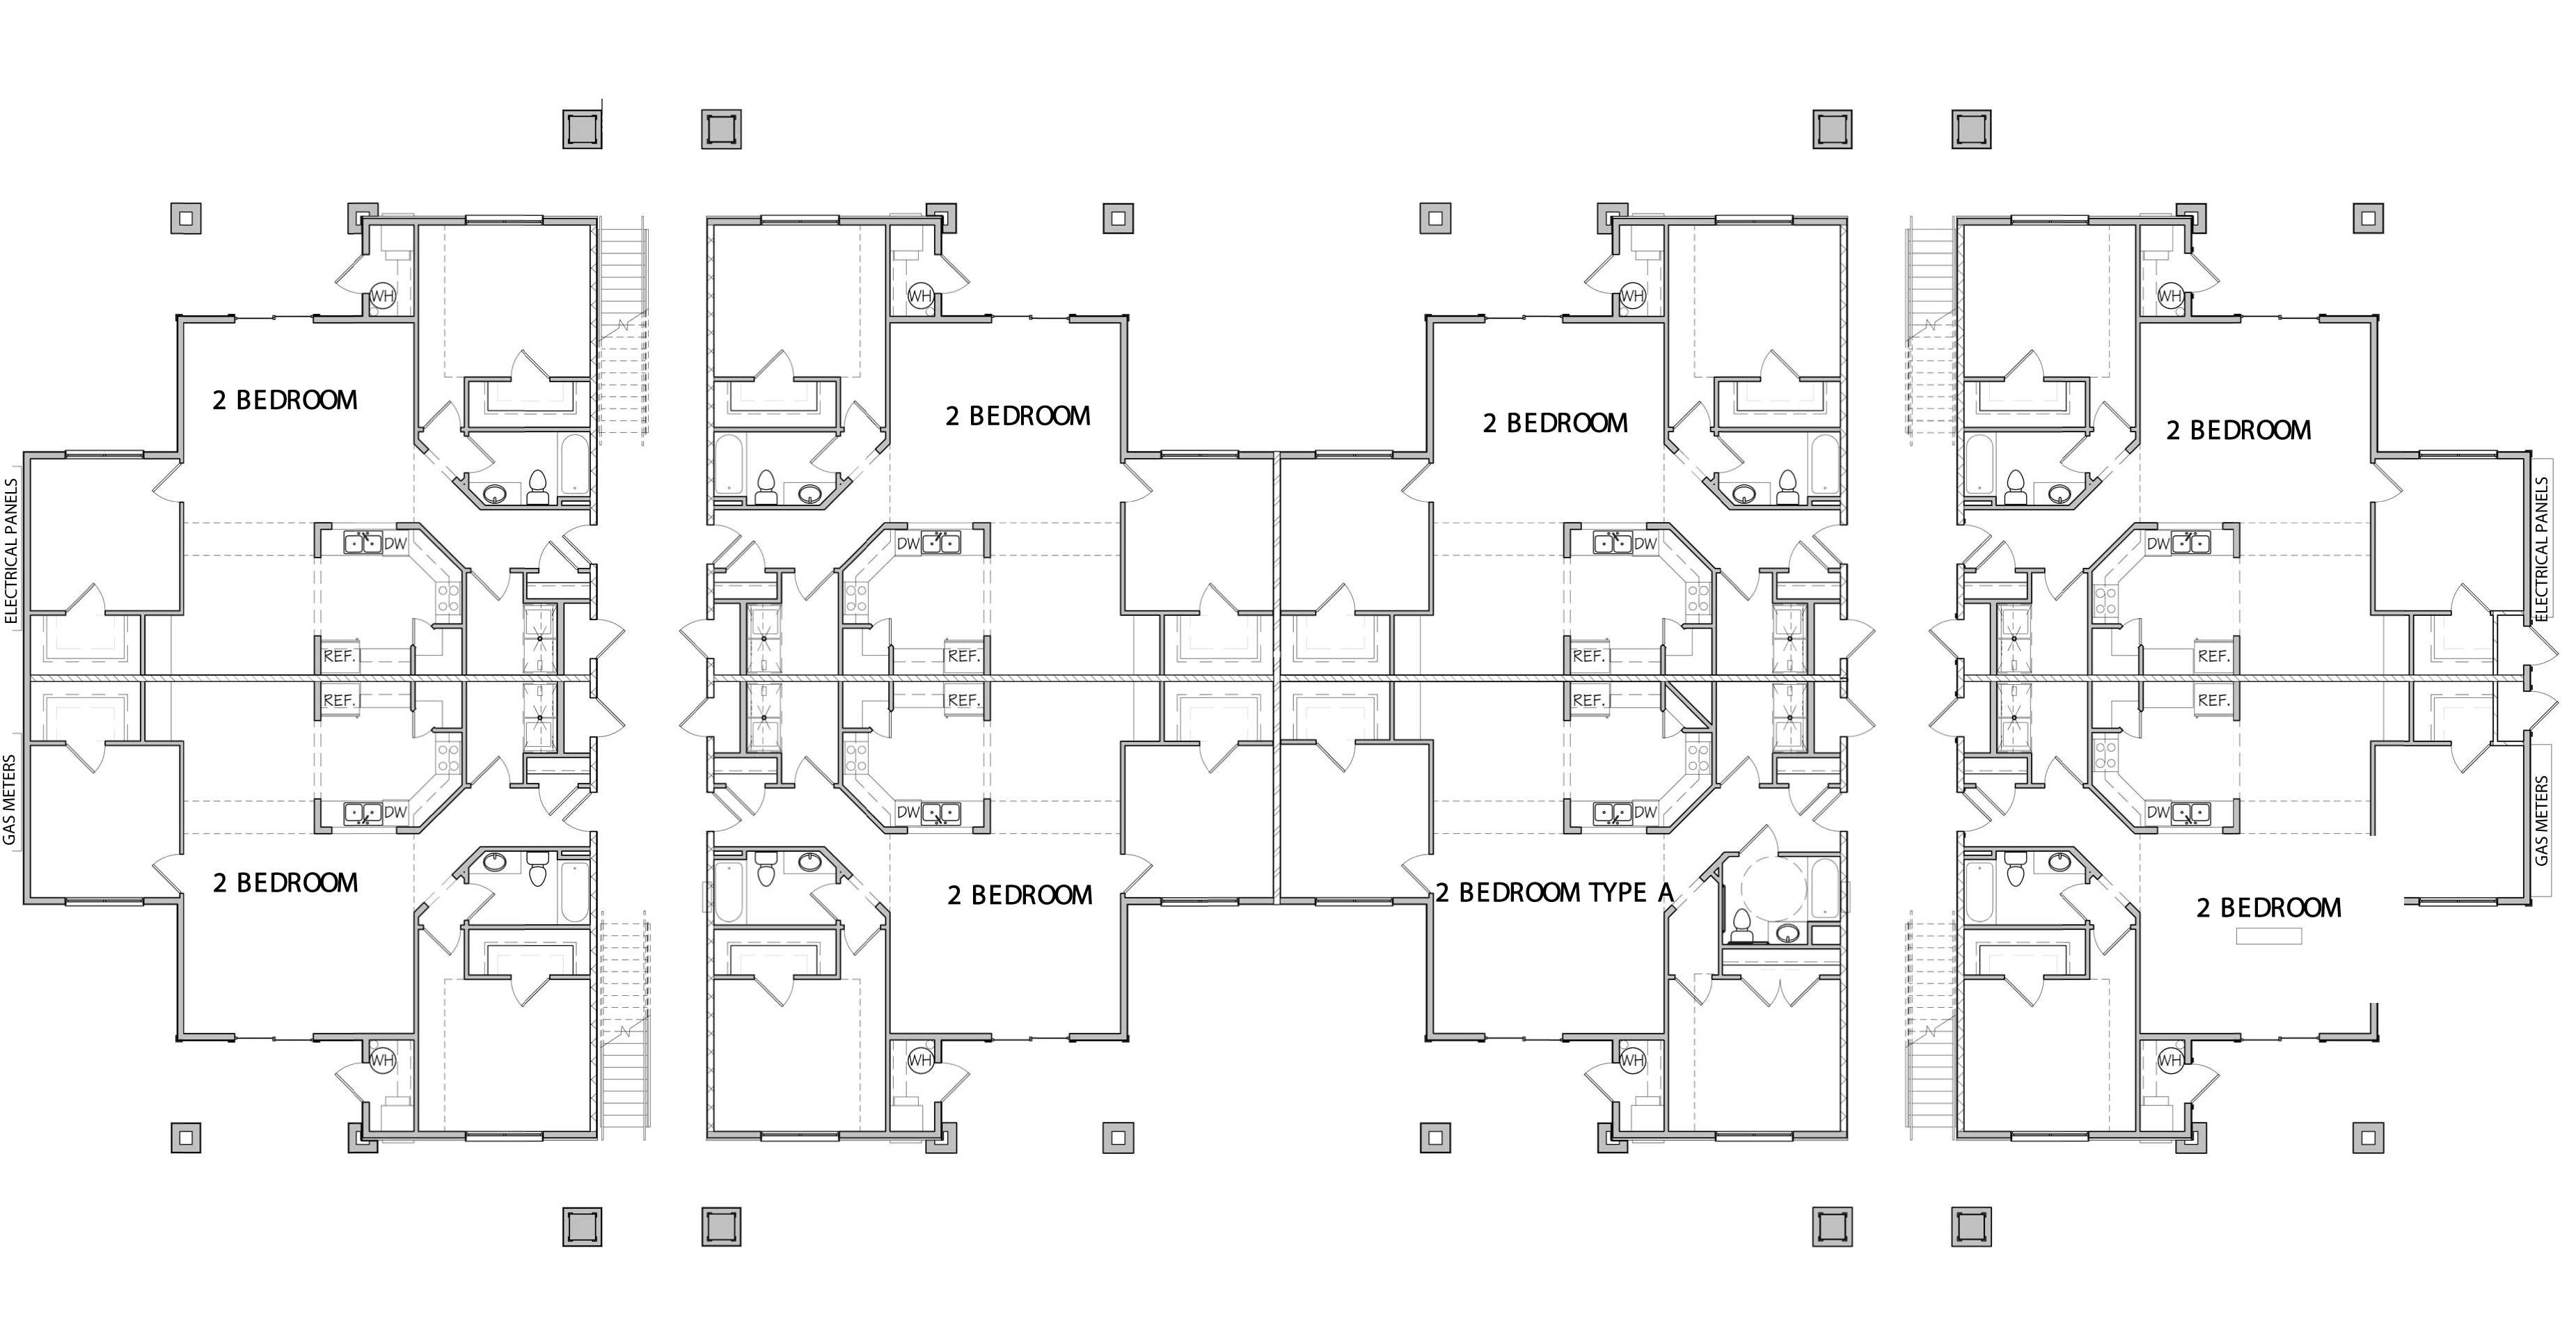 WH
WH
WH
WH
2 BEDROOM
2 BEDROOM
2 BEDROOM
2 BEDROOM
ELECTRICAL PANELS
ELECTRICAL PANELS
DW
DW
DW
DW
REF.
REF.
REF.
REF.
REF.
REF.
REF.
REF.
GAS METERS
GAS METERS
DW
DW
DW
DW
2 BEDROOM
2 BEDROOM
2 BEDROOM TYPE A
2 BEDROOM
WH
WH
WH
WH